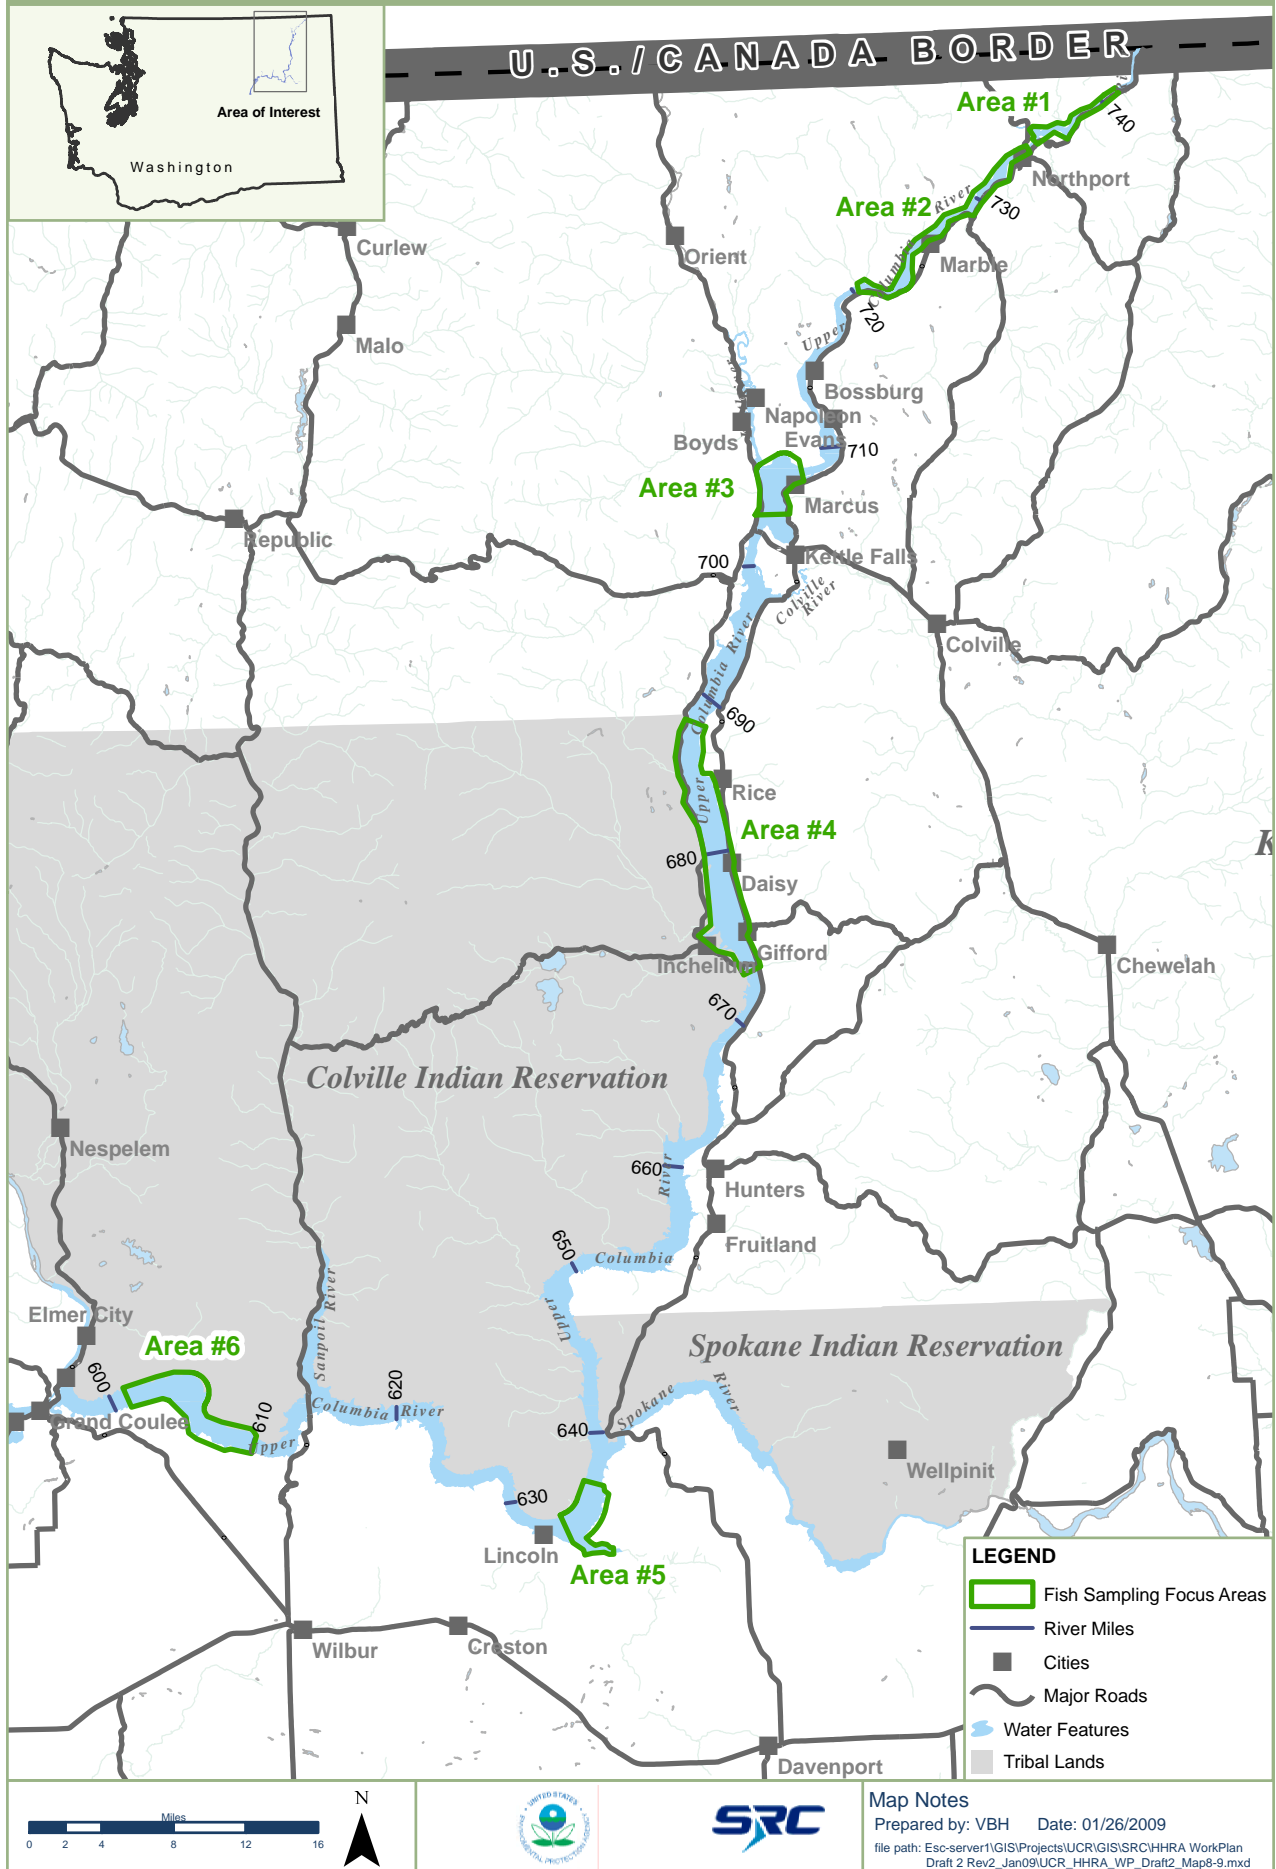 Area of Interest
Washington
U.S./CANADA BORDER
Area #1
740
Northport
Area #2
River
730
Columbia
Marble
Curlew
Orient
720
Upper
Malo
Bossburg
Napoleon
Evans
Boyds
710
Area #3
Marcus
Republic
Kettle Falls
700
Colville
River
Colville
Columbia River
690
Rice
Upper
Area #4
680
Daisy
Gifford
Inchelium
Chewelah
670
Colville Indian Reservation
Nespelem
660
River
Hunters
Fruitland
650
Columbia
Upper
Elmer City
Sanpoil River
Area #6
Spokane Indian Reservation
600
620
Spokane
River
Columbia River
Grand Coulee
610
Upper
640
Wellpinit
630
Lincoln
Area #5
Wilbur
Creston
Davenport
LEGEND
Fish Sampling Focus Areas
River Miles
Cities
Major Roads
Water Features
Tribal Lands
Miles
0 2 4 8 12 16
N
UNITED STATES
ENVIRONMENTAL PROTECTION AGENCY
SRC
Map Notes
Prepared by: VBH Date: 01/26/2009
file path: Esc-server1\GIS\Projects\UCR\GIS\SRC\HHRA WorkPlan
Draft 2 Rev2_Jan09\UCR_HHRA_WP_Draft2_Map8-9.mxd